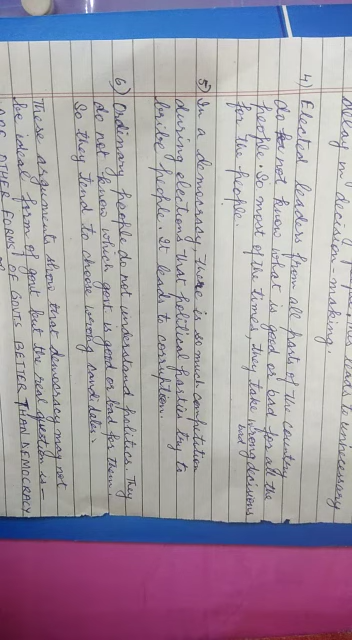 delay in decision-making. leads to unnecessary
4) Elected leaders from all parts of the country
do not know what is good or bad for all the
people. So most of the times, they take wrong decisions
for the people.
5) In a democracy, there is so much competition
during elections that political parties try to
bribe people. It leads to corruption.
6) Ordinary people do not understand politics. They
do not know which govt is good or bad for them.
So they tend to choose wrong candidates.
These arguments show that democracy may not
be ideal form of govt but the real question is -
ARE OTHER FORMS OF GOVTS BETTER THAN DEMOCRACY